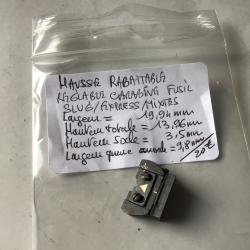 HAUSSE RABATTABLE
RÉGLABLE CARABINE FUSIL
SLUG/EXPRESS/MIXTES
Largeur = 19,94 mm
Hauteur totale = 13,96 mm
Hauteur socle = 3,5 mm
Largeur queue aronde = 9,8 mm
20€